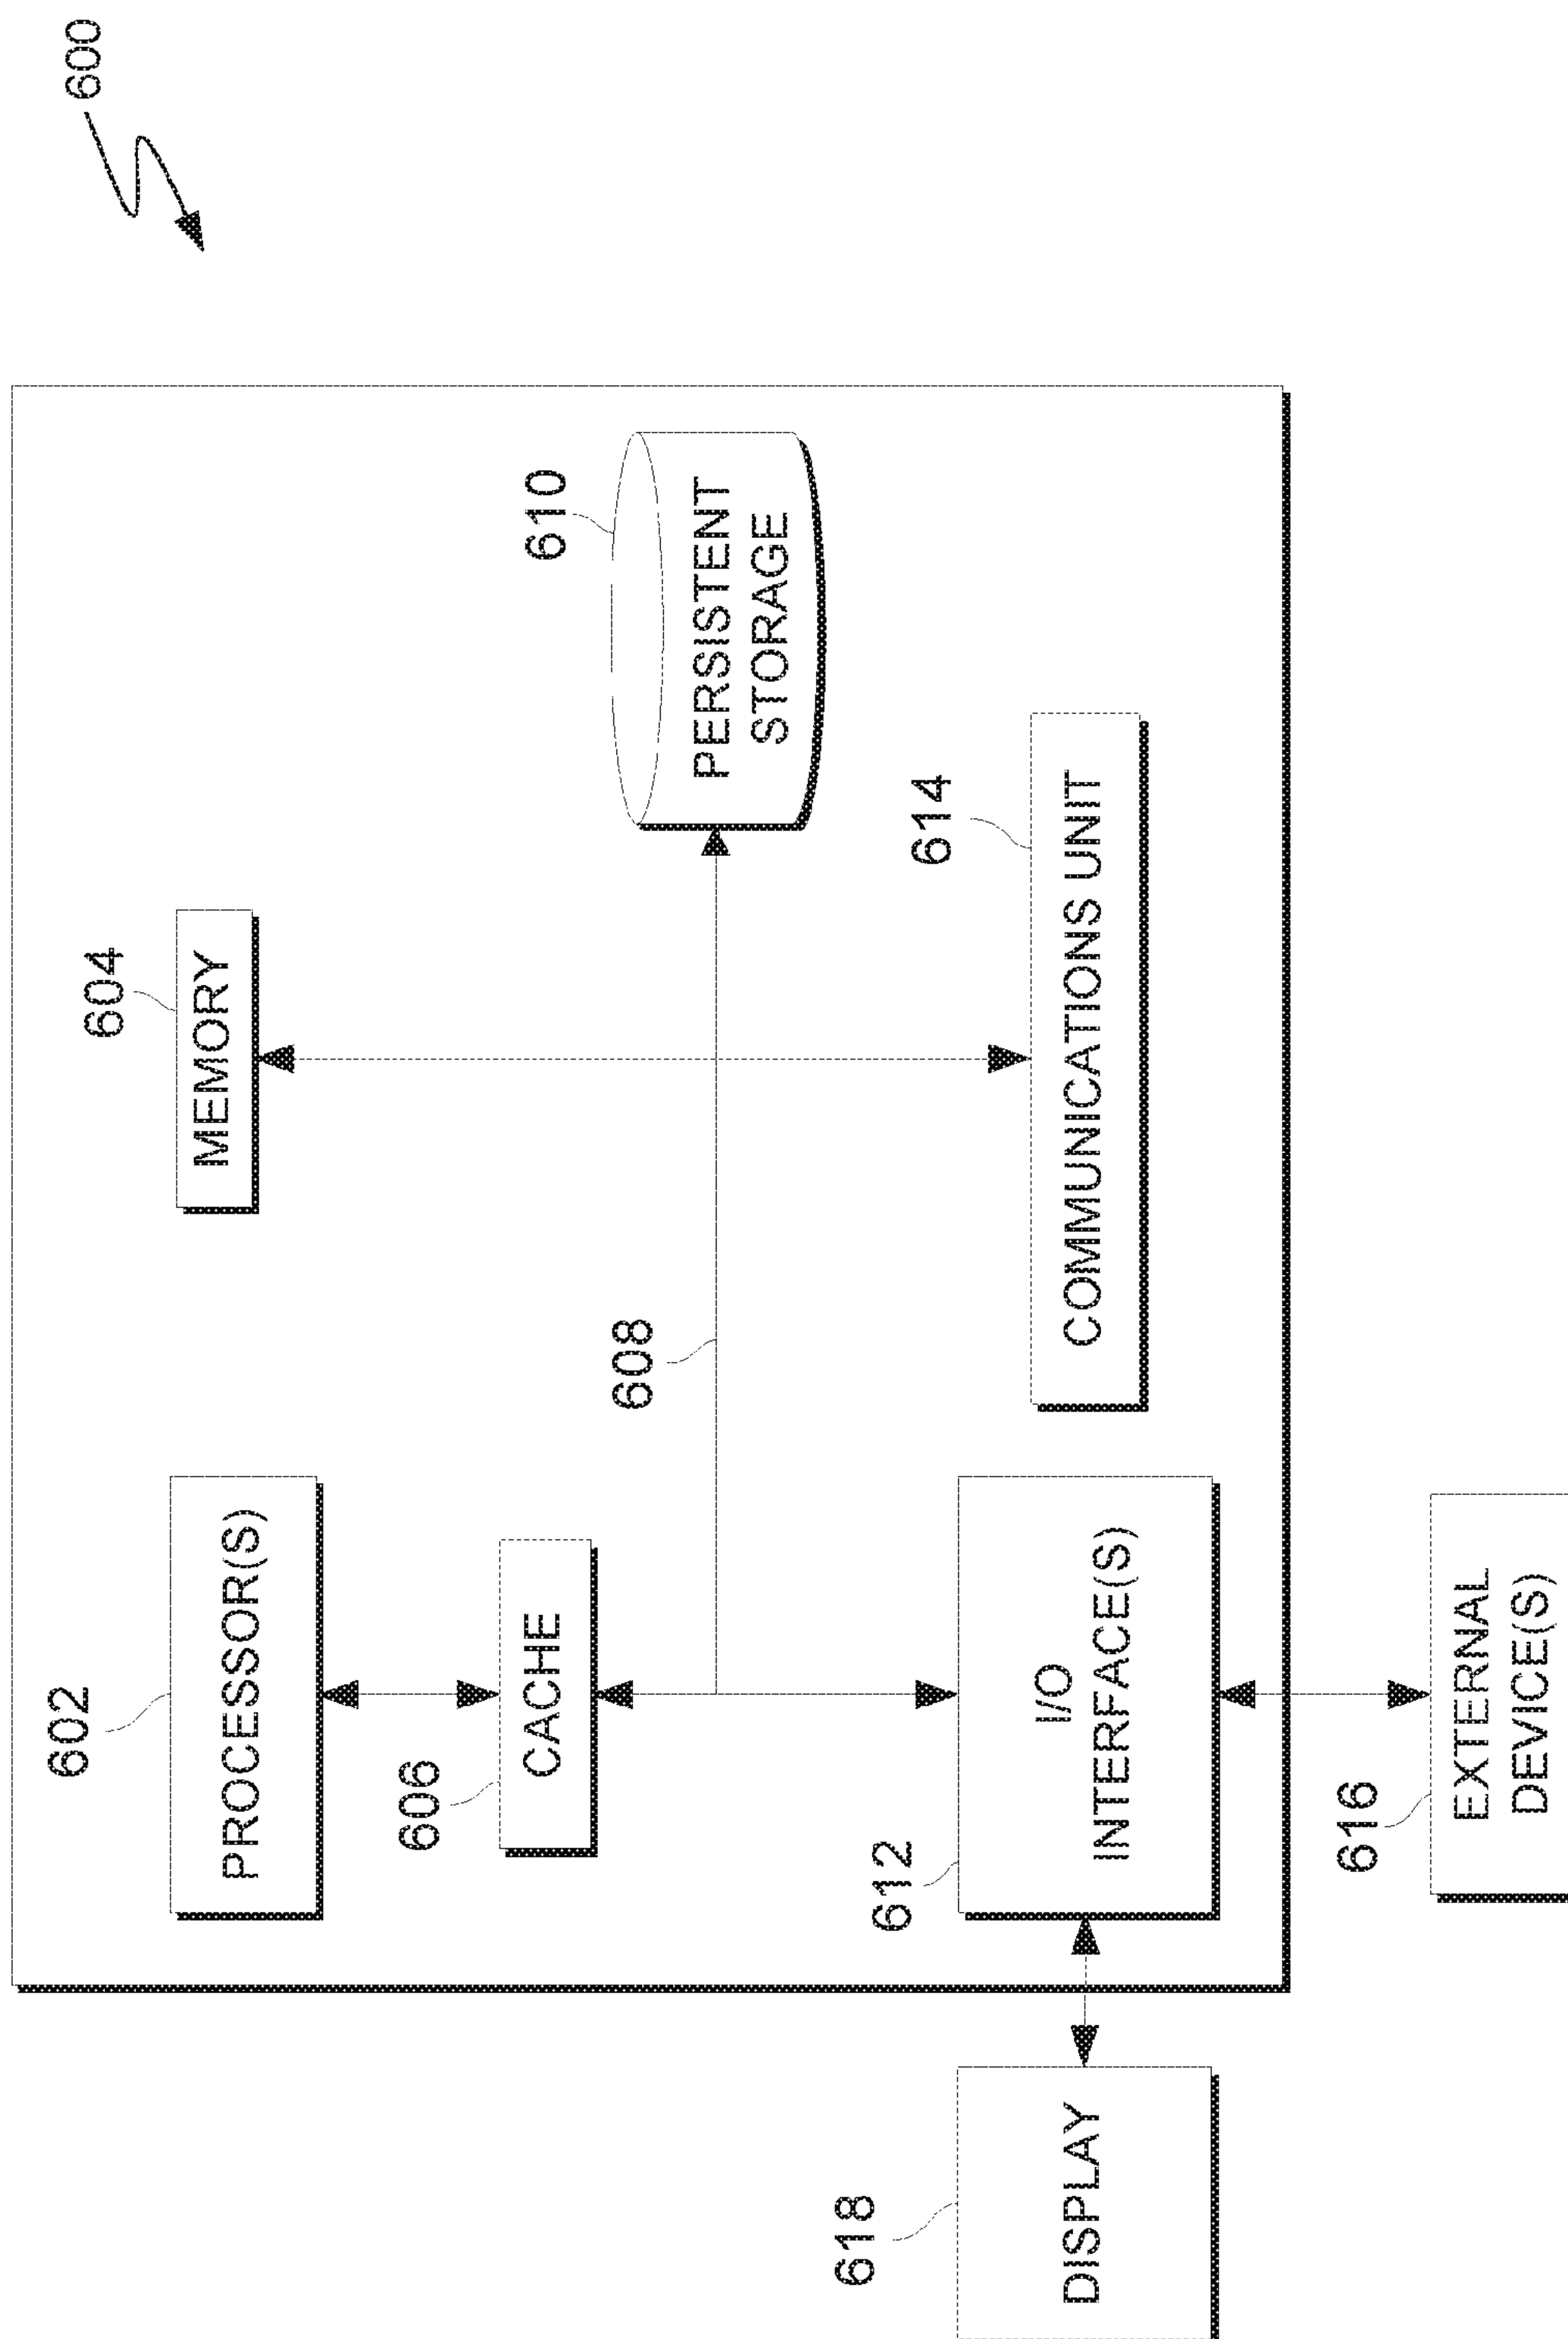 600
602
PROCESSOR(S)
604
MEMORY
606
CACHE
608
610
PERSISTENT
STORAGE
618
DISPLAY
612
I/O
INTERFACE(S)
614
COMMUNICATIONS UNIT
616
EXTERNAL
DEVICE(S)